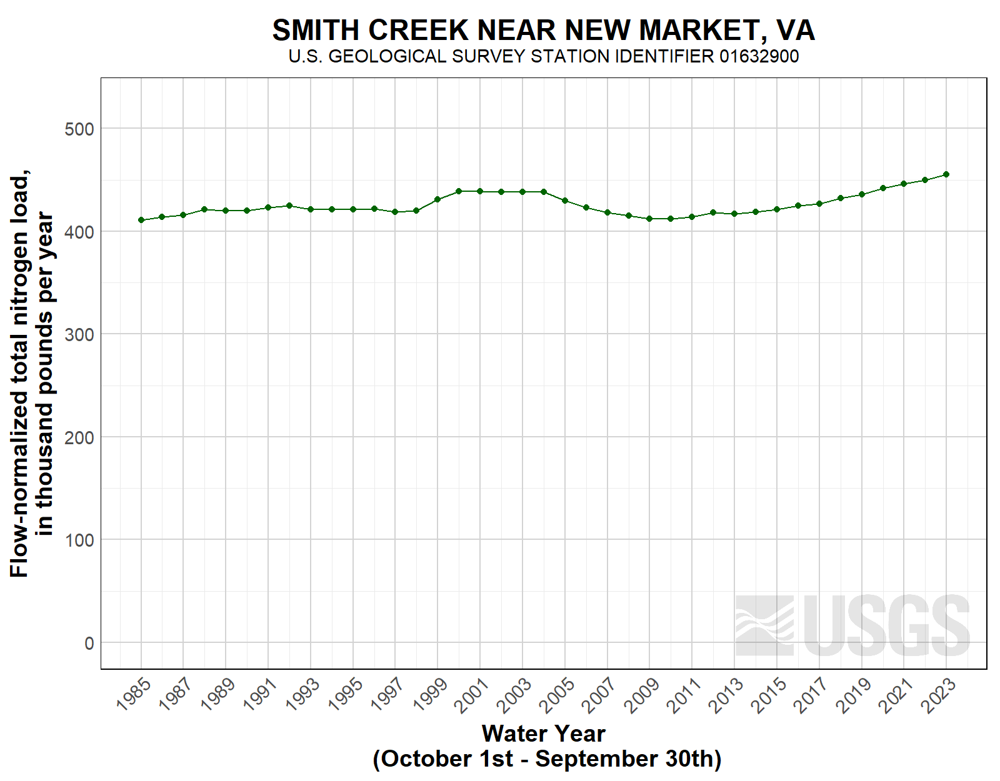 SMITH CREEK NEAR NEW MARKET, VA
U.S. GEOLOGICAL SURVEY STATION IDENTIFIER 01632900
Flow-normalized total nitrogen load,
in thousand pounds per year
500
400
300
200
100
0
USGS
1985 1987 1989 1991 1993 1995 1997 1999 2001 2003 2005 2007 2009 2011 2013 2015 2017 2019 2021 2023
Water Year
(October 1st - September 30th)